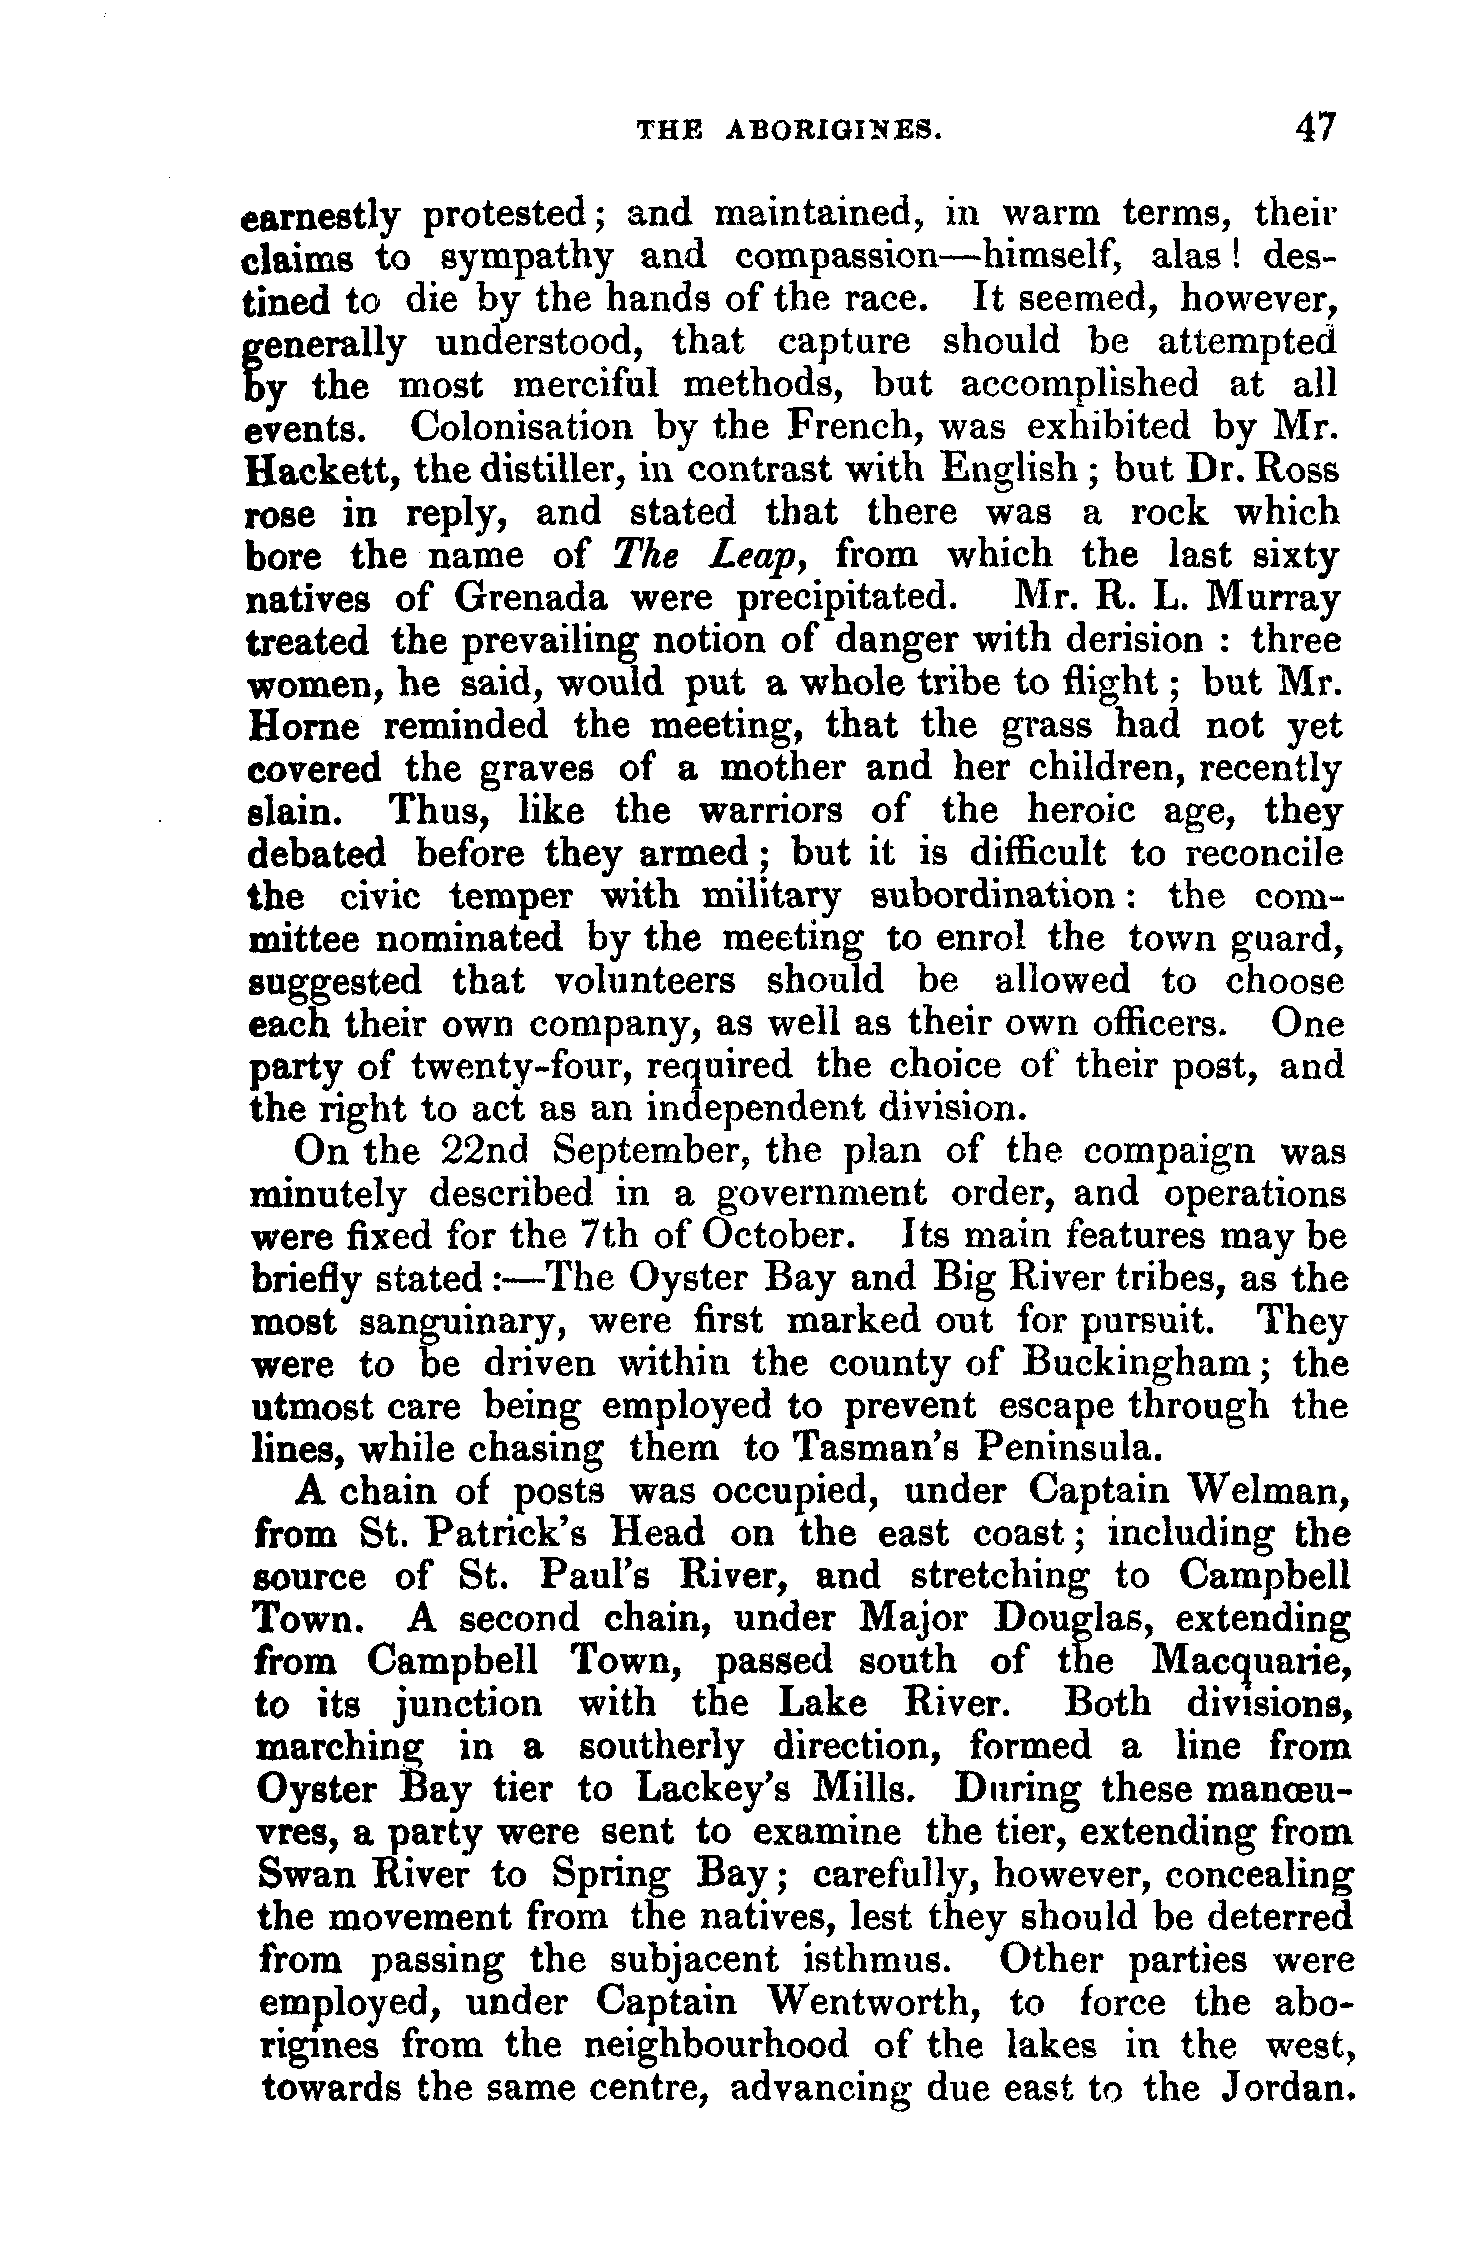 THE ABORIGINES. 47
earnestly protested; and maintained, in warm terms, their
claims to sympathy and compassion—himself, alas! des-
tined to die by the hands of the race. It seemed, however,
generally understood, that capture should be attempted
by the most merciful methods, but accomplished at all
events. Colonisation by the French, was exhibited by Mr.
Hackett, the distiller, in contrast with English; but Dr. Ross
rose in reply, and stated that there was a rock which
bore the name of The Leap, from which the last sixty
natives of Grenada were precipitated. Mr. R. L. Murray
treated the prevailing notion of danger with derision : three
women, he said, would put a whole tribe to flight; but Mr.
Horne reminded the meeting, that the grass had not yet
covered the graves of a mother and her children, recently
slain. Thus, like the warriors of the heroic age, they
debated before they armed; but it is difficult to reconcile
the civic temper with military subordination: the com-
mittee nominated by the meeting to enrol the town guard,
suggested that volunteers should be allowed to choose
each their own company, as well as their own officers. One
party of twenty-four, required the choice of their post, and
the right to act as an independent division.
On the 22nd September, the plan of the compaign was
minutely described in a government order, and operations
were fixed for the 7th of October. Its main features may be
briefly stated:—The Oyster Bay and Big River tribes, as the
most sanguinary, were first marked out for pursuit. They
were to be driven within the county of Buckingham; the
utmost care being employed to prevent escape through the
lines, while chasing them to Tasman's Peninsula.
A chain of posts was occupied, under Captain Welman,
from St. Patrick's Head on the east coast; including the
source of St. Paul's River, and stretching to Campbell
Town. A second chain, under Major Douglas, extending
from Campbell Town, passed south of the Macquarie,
to its junction with the Lake River. Both divisions,
marching in a southerly direction, formed a line from
Oyster Bay tier to Lackey's Mills. During these manœu-
vres, a party were sent to examine the tier, extending from
Swan River to Spring Bay; carefully, however, concealing
the movement from the natives, lest they should be deterred
from passing the subjacent isthmus. Other parties were
employed, under Captain Wentworth, to force the abo-
rigines from the neighbourhood of the lakes in the west,
towards the same centre, advancing due east to the Jordan.